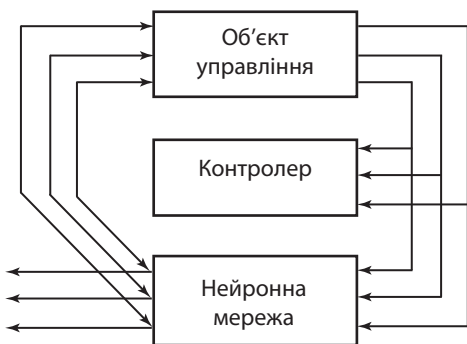 Об’єкт
управління
Контролер
Нейронна
мережа